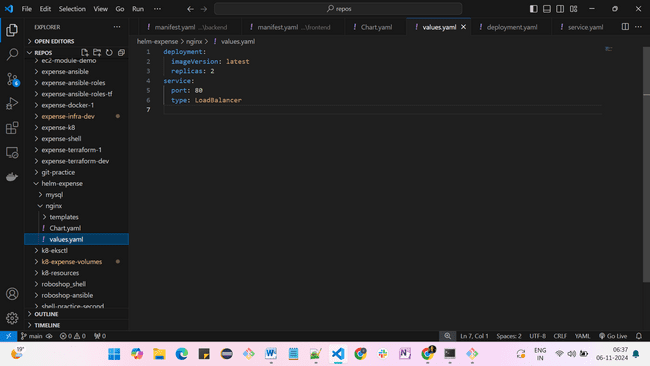 File Edit Selection View Go Run ··· repos
EXPLORER ···
manifest.yaml ...\backend manifest.yaml ...\frontend Chart.yaml values.yaml deployment.yaml service.yaml ···
OPEN EDITORS
REPOS
ec2-module-demo
expense-ansible
expense-ansible-roles
expense-ansible-roles-tf
expense-docker-1
expense-infra-dev
expense-k8
expense-shell
expense-terraform-1
expense-terraform-dev
git-practice
helm-expense
mysql
nginx
templates
! Chart.yaml
! values.yaml
k8-eksctl
k8-expense-volumes
k8-resources
roboshop_shell
roboshop-ansible
shell-practice-second
OUTLINE
TIMELINE
helm-expense > nginx > ! values.yaml
1 deployment:
2 imageVersion: latest
3 replicas: 2
4 service:
5 port: 80
6 type: LoadBalancer
7
main 0 0 0 Ln 7, Col 1 Spaces: 2 UTF-8 CRLF YAML Go Live
19° ENG 06:37
IN 06-11-2024